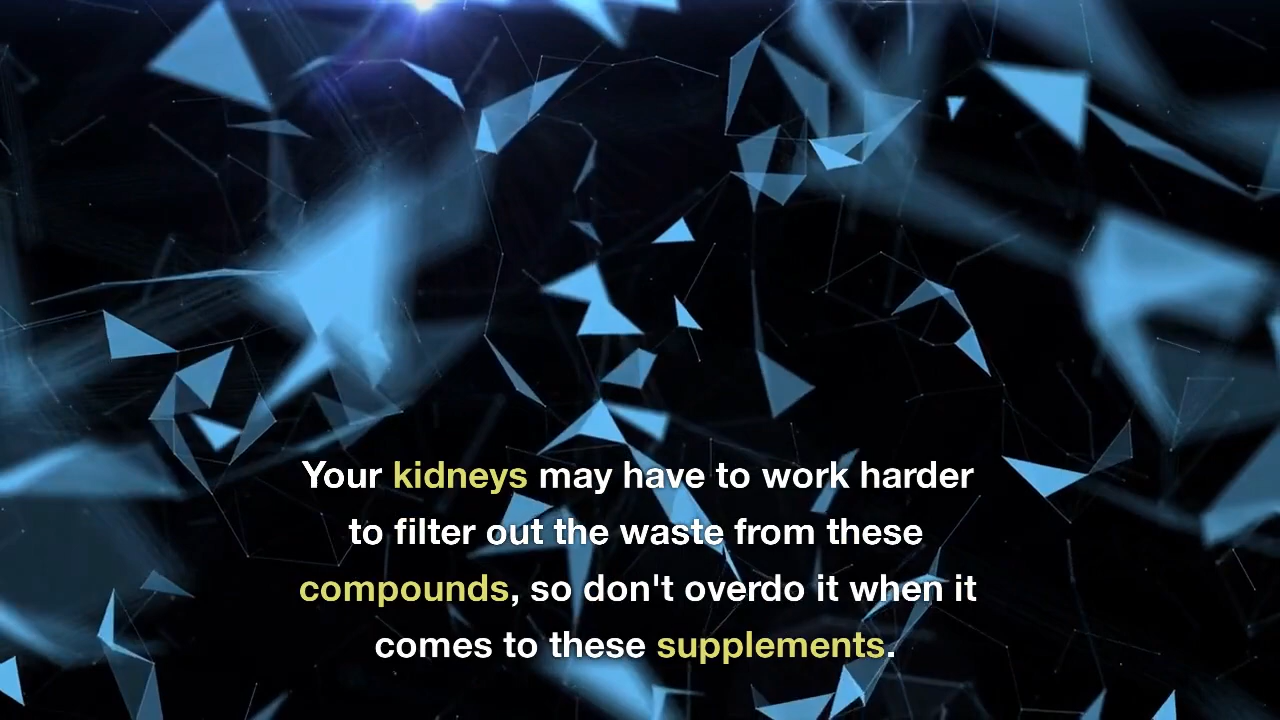 Your kidneys may have to work harder
to filter out the waste from these
compounds, so don't overdo it when it
comes to these supplements.